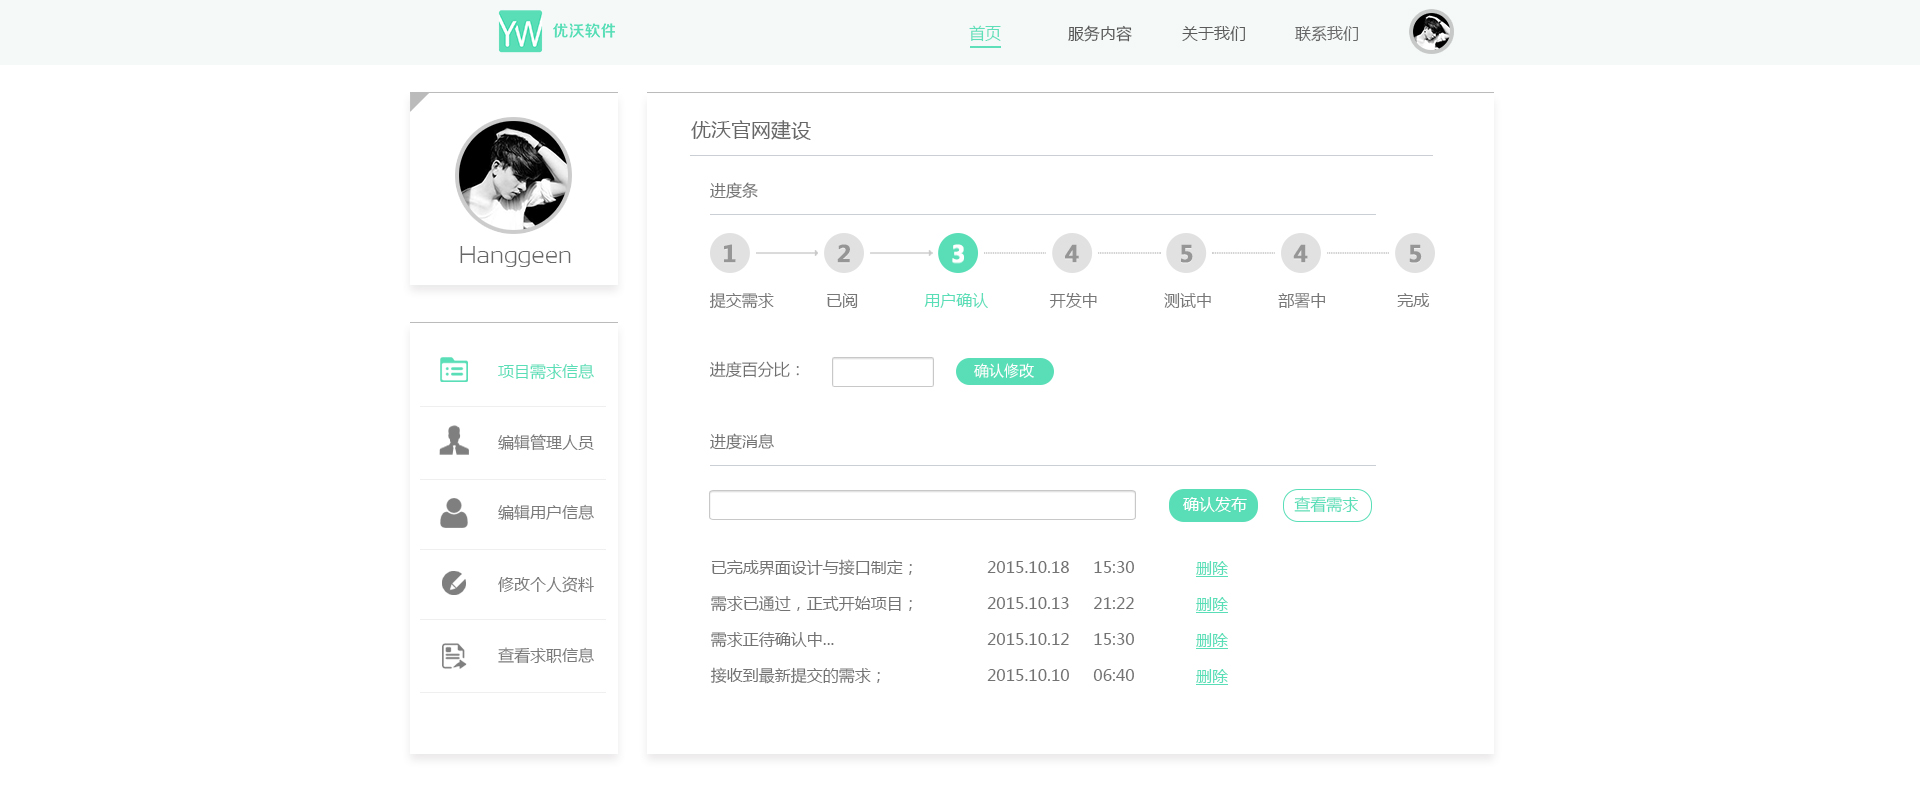 YW 优沃软件
首页 服务内容 关于我们 联系我们
Hanggeen
项目需求信息
编辑管理人员
编辑用户信息
修改个人资料
查看求职信息
优沃官网建设
进度条
1 2 3 4 5 4 5
提交需求 已阅 用户确认 开发中 测试中 部署中 完成
进度百分比： 确认修改
进度消息
确认发布 查看需求
已完成界面设计与接口制定； 2015.10.18 15:30 删除
需求已通过，正式开始项目； 2015.10.13 21:22 删除
需求正待确认中... 2015.10.12 15:30 删除
接收到最新提交的需求； 2015.10.10 06:40 删除